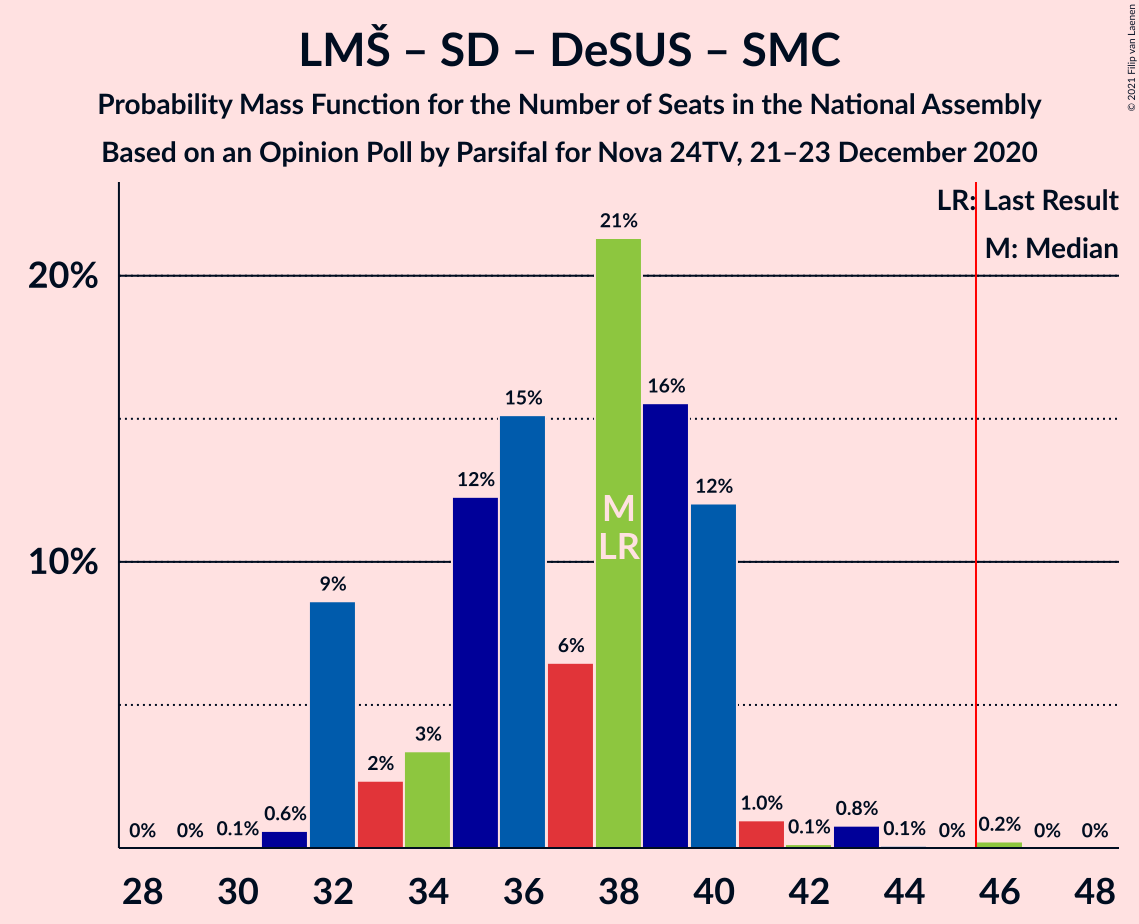 LMŠ – SD – DeSUS – SMC
Probability Mass Function for the Number of Seats in the National Assembly
Based on an Opinion Poll by Parsifal for Nova 24TV, 21–23 December 2020
© 2021 Filip van Laenen
LR: Last Result
M: Median
20%
10%
0%
0%
0.1%
0.6%
9%
2%
3%
12%
15%
6%
21%
16%
12%
1.0%
0.1%
0.8%
0.1%
0%
0.2%
0%
0%
M
LR
28 30 32 34 36 38 40 42 44 46 48